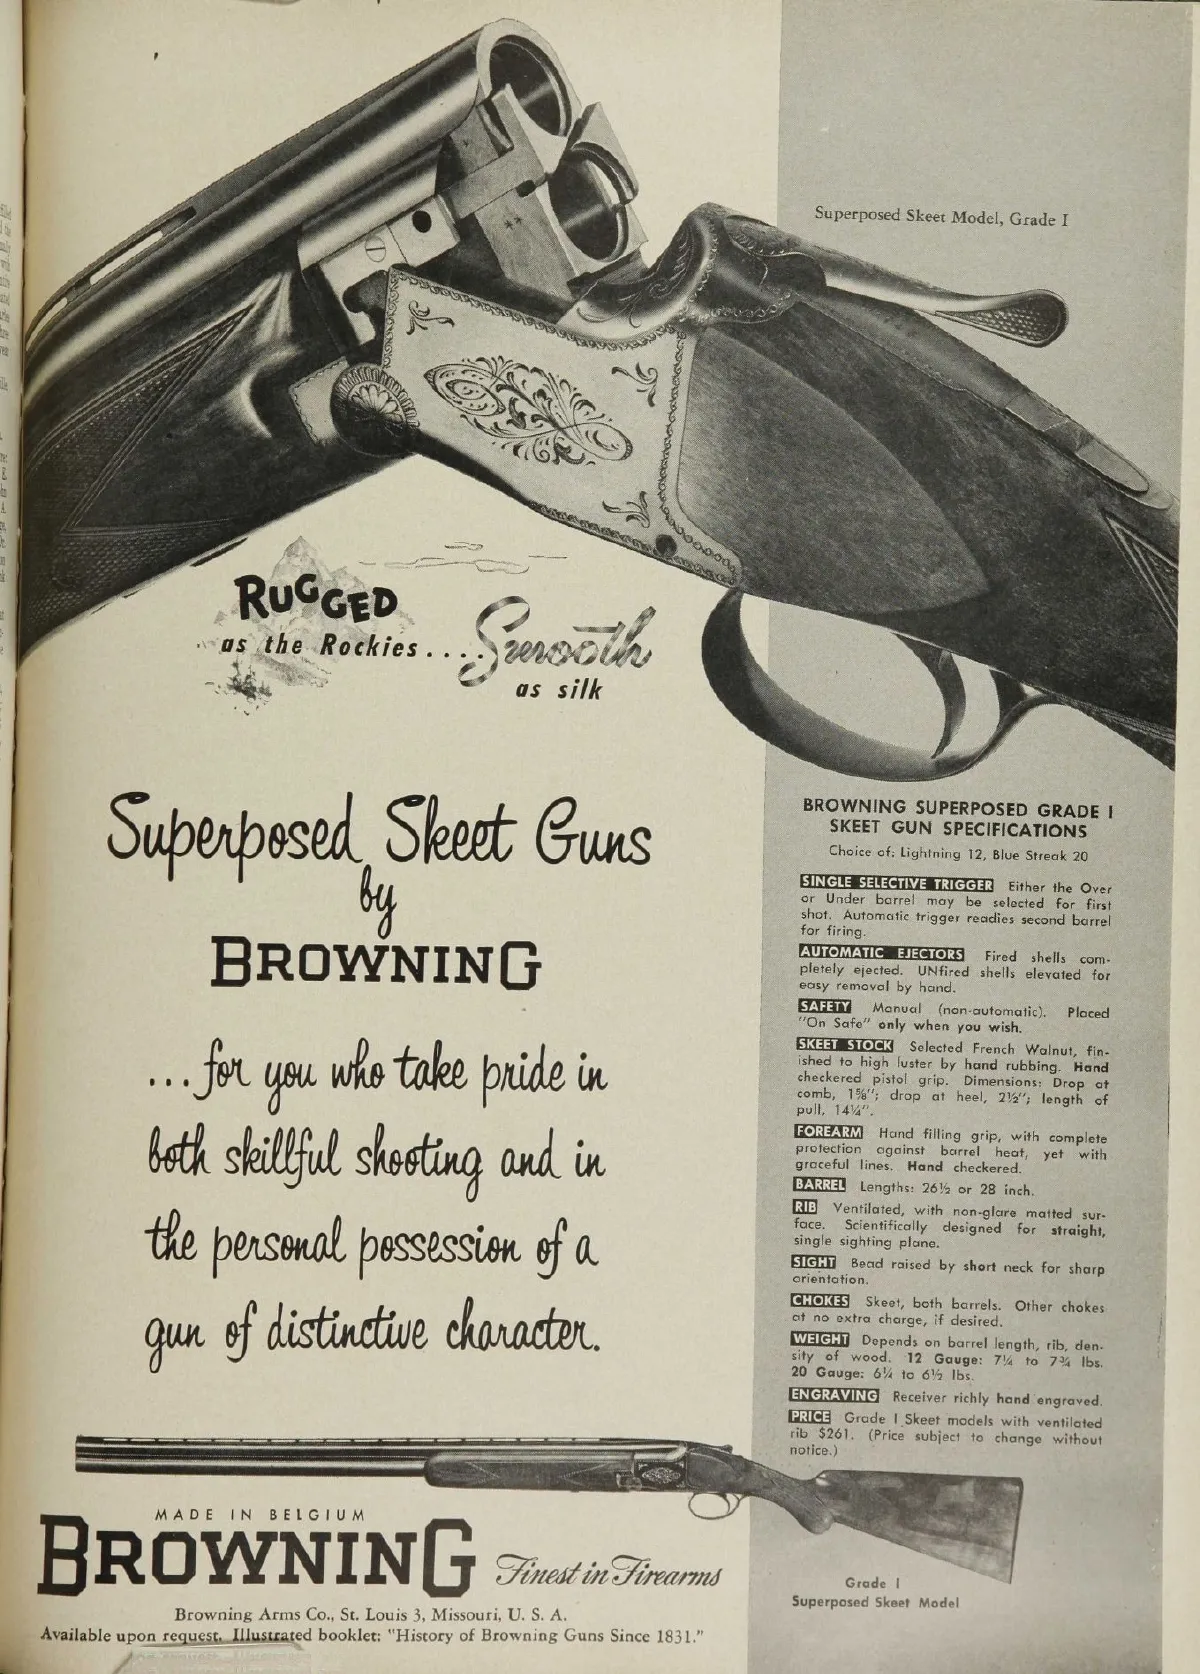 Superposed Skeet Model, Grade I
RUGGED
as the Rockies.... Smooth
as silk
Superposed Skeet Guns
by
BROWNING
...for you who take pride in
both skillful shooting and in
the personal possession of a
gun of distinctive character.
BROWNING SUPERPOSED GRADE I
SKEET GUN SPECIFICATIONS
Choice of: Lightning 12, Blue Streak 20
SINGLE SELECTIVE TRIGGER Either the Over
or Under barrel may be selected for first
shot. Automatic trigger readies second barrel
for firing.
AUTOMATIC EJECTORS Fired shells com-
pletely ejected. UNfired shells elevated for
easy removal by hand.
SAFETY Manual (non-automatic). Placed
"On Safe" only when you wish.
SKEET STOCK Selected French Walnut, fin-
ished to high luster by hand rubbing. Hand
checkered pistol grip. Dimensions: Drop at
comb, 1⅝"; drop at heel, 2½"; length of
pull, 14¼".
FOREARM Hand filling grip, with complete
protection against barrel heat, yet with
graceful lines. Hand checkered.
BARREL Lengths: 26½ or 28 inch.
RIB Ventilated, with non-glare matted sur-
face. Scientifically designed for straight,
single sighting plane.
SIGHT Bead raised by short neck for sharp
orientation.
CHOKES Skeet, both barrels. Other chokes
at no extra charge, if desired.
WEIGHT Depends on barrel length, rib, den-
sity of wood. 12 Gauge: 7¼ to 7¾ lbs.
20 Gauge: 6¼ to 6½ lbs.
ENGRAVING Receiver richly hand engraved.
PRICE Grade I Skeet models with ventilated
rib $261. (Price subject to change without
notice.)
MADE IN BELGIUM
BROWNING Finest in Firearms
Browning Arms Co., St. Louis 3, Missouri, U. S. A.
Available upon request. Illustrated booklet: "History of Browning Guns Since 1831."
Grade I
Superposed Skeet Model